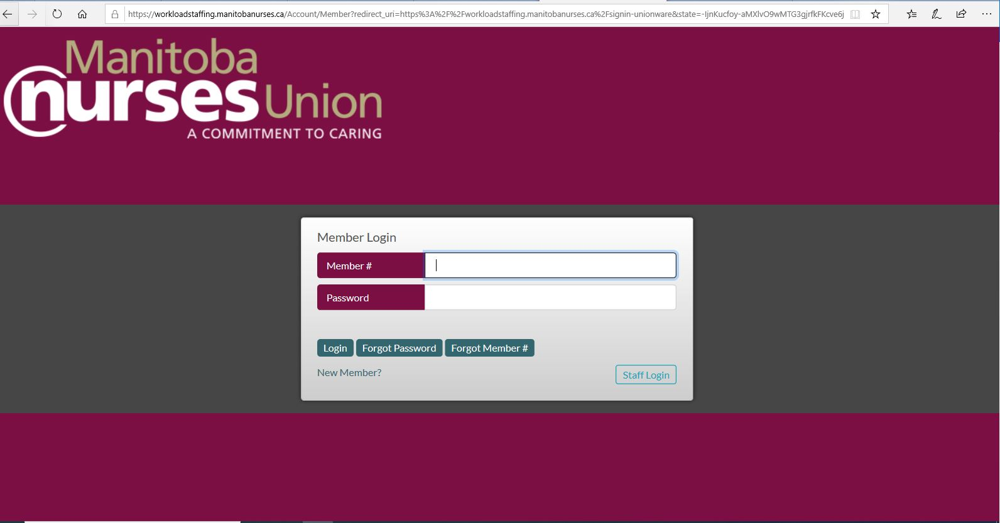 https://workloadstaffing.manitobanurses.ca/Account/Member?redirect_uri=https%3A%2F%2Fworkloadstaffing.manitobanurses.ca%2Fsignin-unionware&state=-IjnKucfoy-aMXlvO9wMTG3gjrfkFKcve6j
Manitoba
nurses Union
A COMMITMENT TO CARING
Member Login
Member #
Password
Login Forgot Password Forgot Member #
New Member? Staff Login